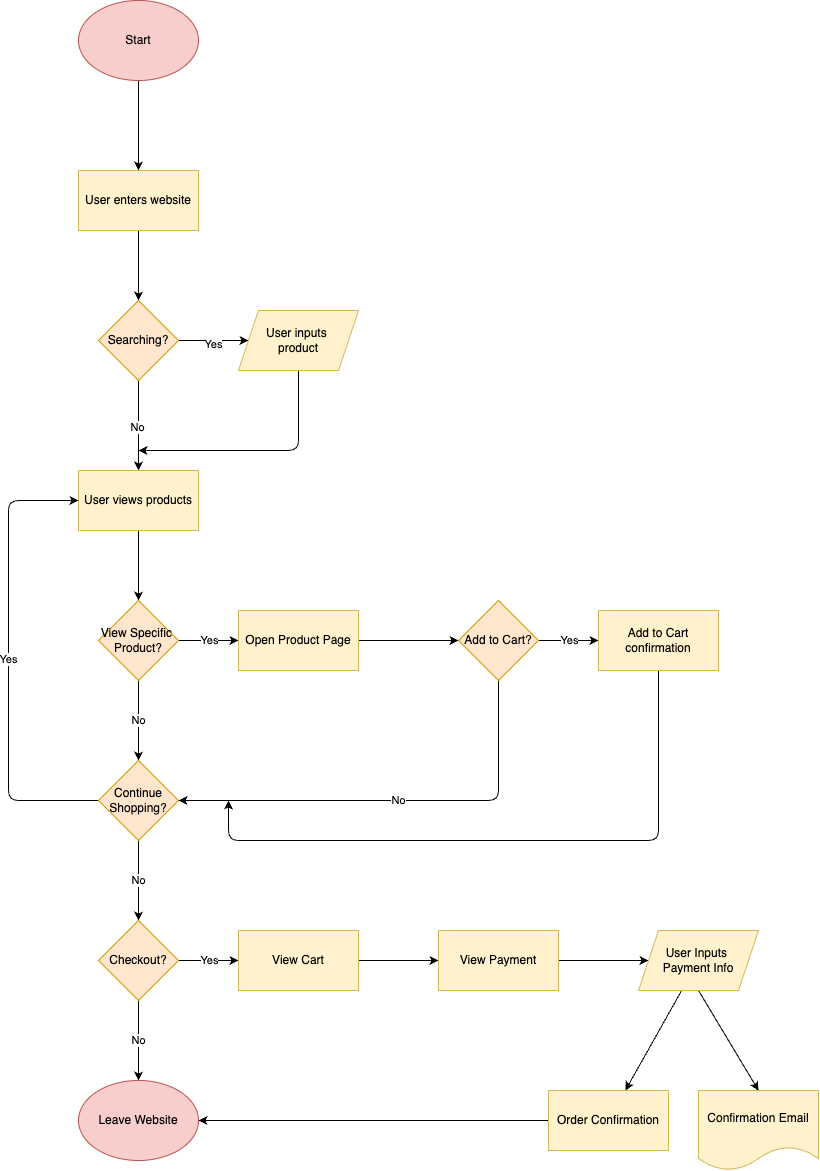 Start
User enters website
Searching?
Yes
User inputs
product
No
User views products
View Specific
Product?
Yes
Open Product Page
Add to Cart?
Yes
Add to Cart
confirmation
Yes
No
Continue
Shopping?
No
No
Checkout?
Yes
View Cart
View Payment
User Inputs
Payment Info
No
Leave Website
Order Confirmation
Confirmation Email